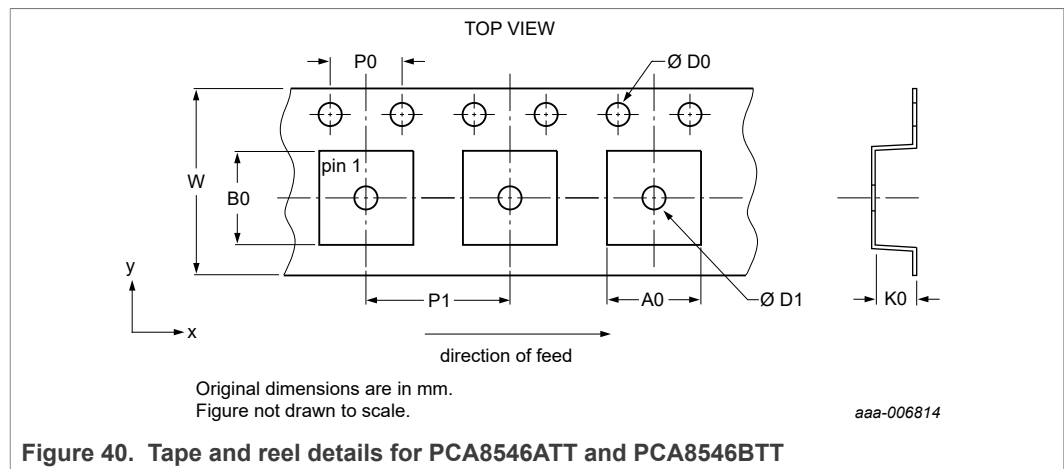 TOP VIEW
P0
Ø D0
W
B0
pin 1
y
x
P1
A0
Ø D1
K0
direction of feed
Original dimensions are in mm.
Figure not drawn to scale.
aaa-006814
Figure 40. Tape and reel details for PCA8546ATT and PCA8546BTT